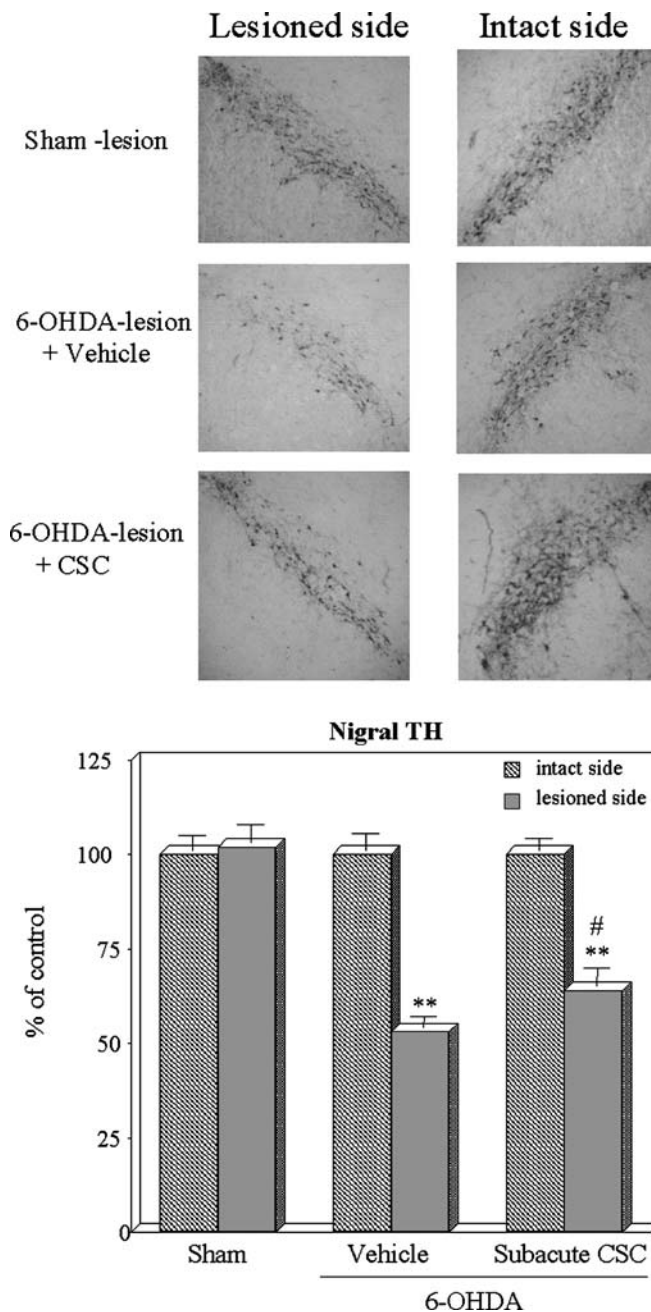 Lesioned side Intact side
Sham -lesion
6-OHDA-lesion
+ Vehicle
6-OHDA-lesion
+ CSC
Nigral TH
125
100
75
50
25
0
% of control
intact side
lesioned side
**
#
**
Sham Vehicle Subacute CSC
6-OHDA